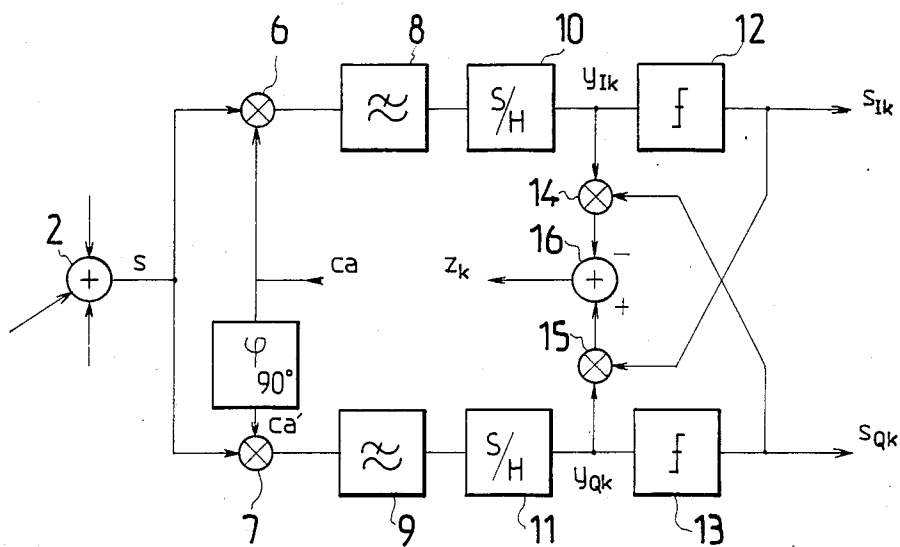 6 8 10 12
S/H y_Ik S_Ik
14
2 s 16 −
+ ca z_k +
φ 90° 15
ca′ S/H y_Qk S_Qk
7 9 11 13